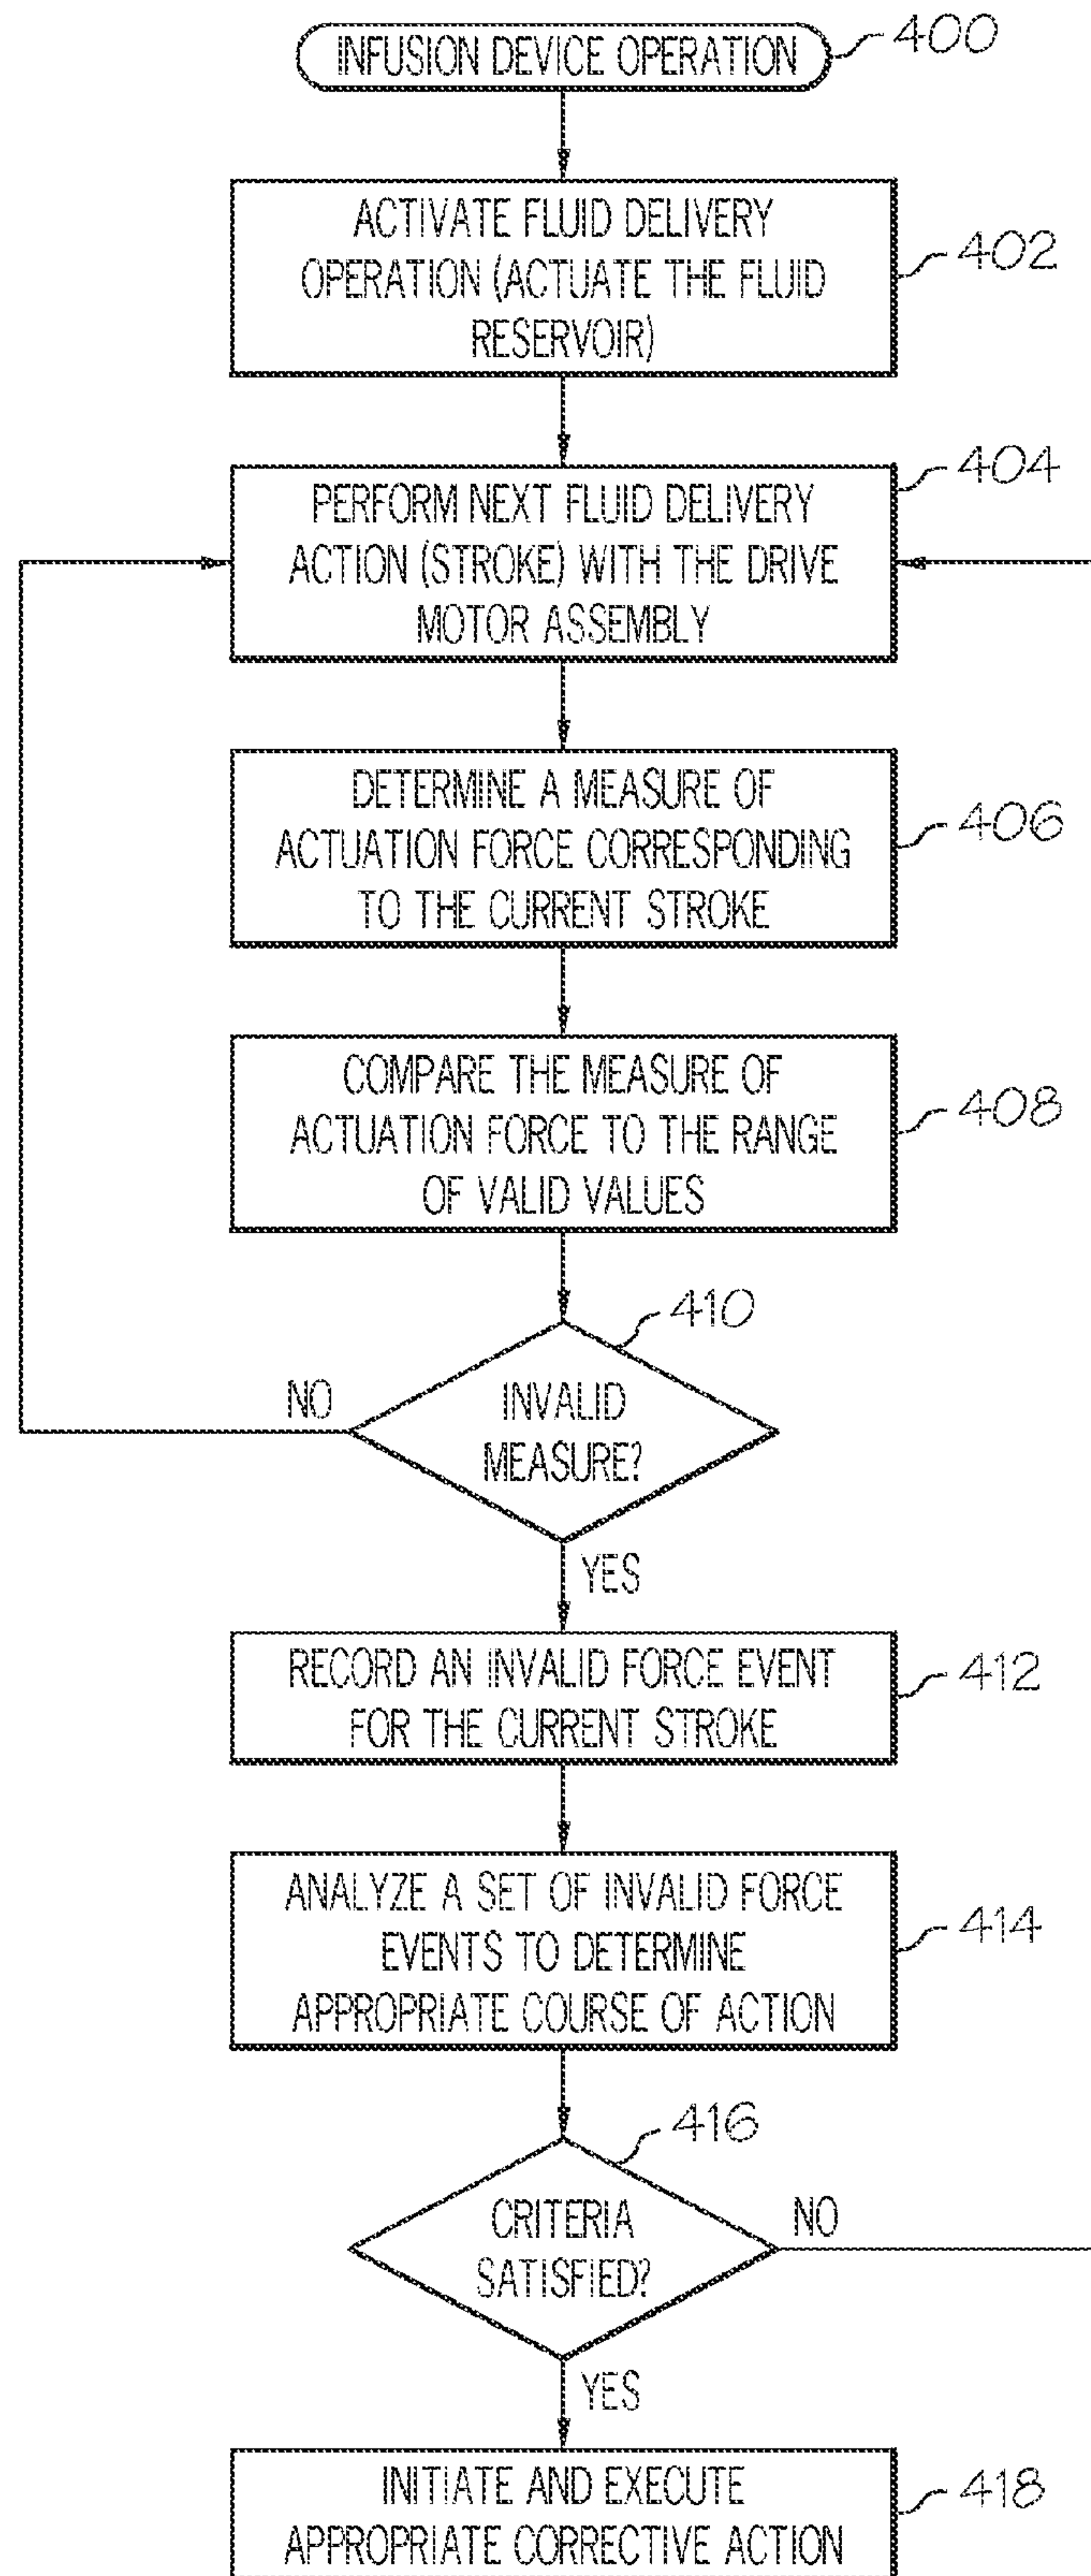 INFUSION DEVICE OPERATION
400
ACTIVATE FLUID DELIVERY
OPERATION (ACTUATE THE FLUID
RESERVOIR)
402
PERFORM NEXT FLUID DELIVERY
ACTION (STROKE) WITH THE DRIVE
MOTOR ASSEMBLY
404
DETERMINE A MEASURE OF
ACTUATION FORCE CORRESPONDING
TO THE CURRENT STROKE
406
COMPARE THE MEASURE OF
ACTUATION FORCE TO THE RANGE
OF VALID VALUES
408
410
INVALID
MEASURE?
NO
YES
RECORD AN INVALID FORCE EVENT
FOR THE CURRENT STROKE
412
ANALYZE A SET OF INVALID FORCE
EVENTS TO DETERMINE
APPROPRIATE COURSE OF ACTION
414
416
CRITERIA
SATISFIED?
NO
YES
INITIATE AND EXECUTE
APPROPRIATE CORRECTIVE ACTION
418